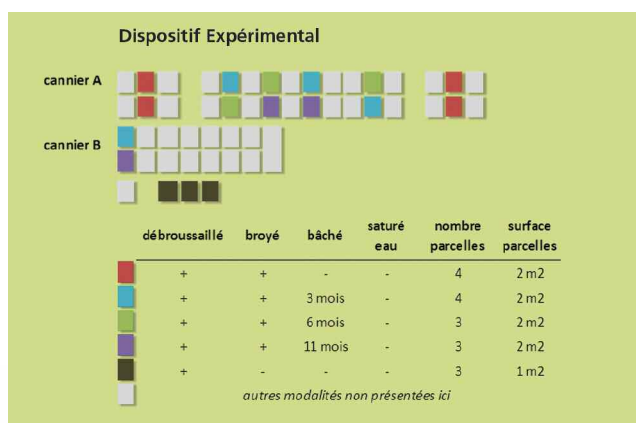 Dispositif Expérimental
cannier A
cannier B
débroussaillé broyé bâché saturé eau nombre parcelles surface parcelles
+ + - - 4 2 m2
+ + 3 mois - 4 2 m2
+ + 6 mois - 3 2 m2
+ + 11 mois - 3 2 m2
+ - - - 3 1 m2
autres modalités non présentées ici